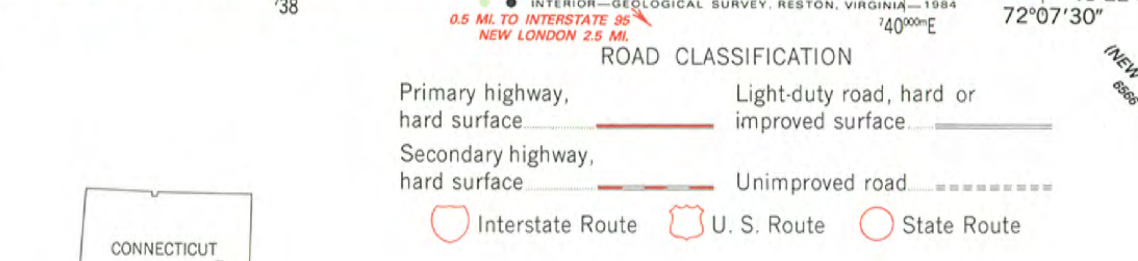 '38
INTERIOR—GEOLOGICAL SURVEY, RESTON, VIRGINIA—1984
0.5 MI. TO INTERSTATE 95
NEW LONDON 2.5 MI.
740000mE
72°07'30"
ROAD CLASSIFICATION
(NEW
6566
Primary highway,
hard surface
Light-duty road, hard or
improved surface
Secondary highway,
hard surface
Unimproved road
Interstate Route
U. S. Route
State Route
CONNECTICUT